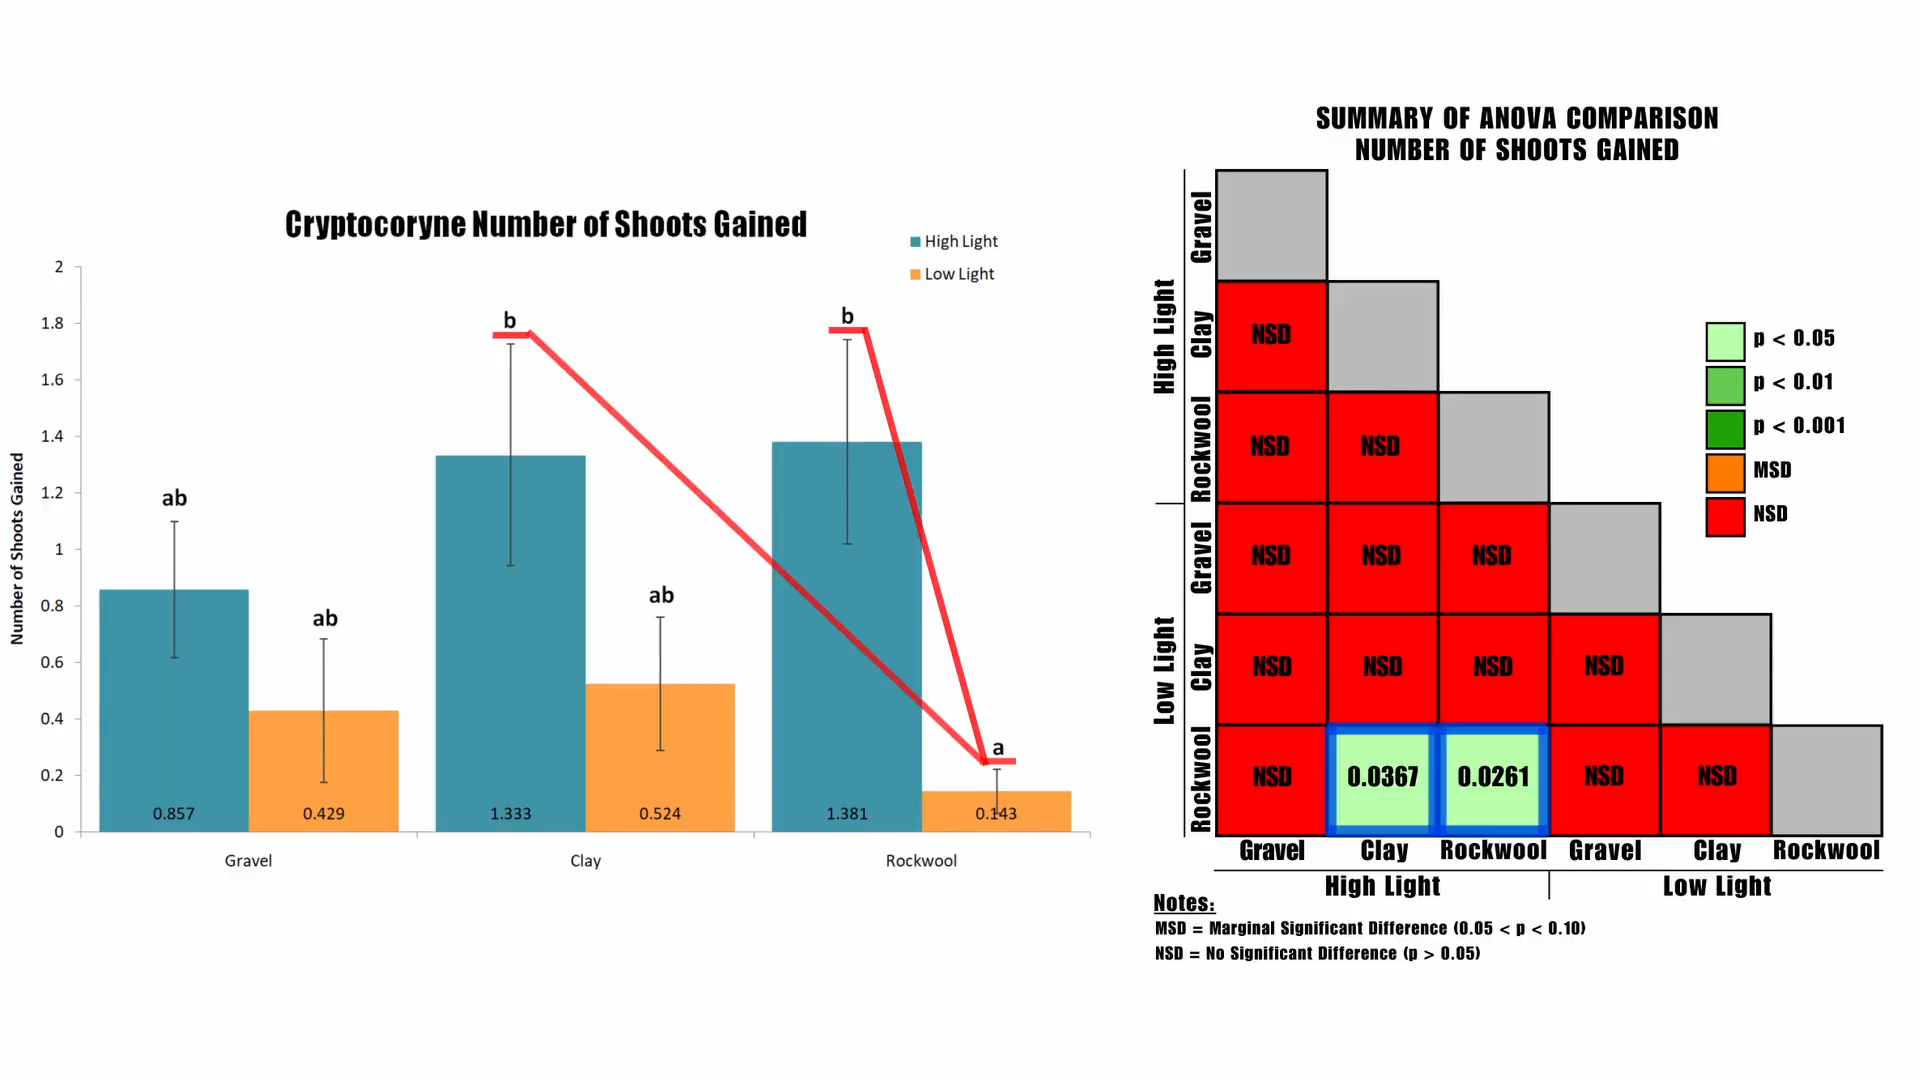 Cryptocoryne Number of Shoots Gained
High Light
Low Light
Number of Shoots Gained
2
1.8
1.6
1.4
1.2
1
0.8
0.6
0.4
0.2
0
ab
ab
b
ab
b
a
0.857
0.429
1.333
0.524
1.381
0.143
Gravel
Clay
Rockwool
SUMMARY OF ANOVA COMPARISON
NUMBER OF SHOOTS GAINED
High Light
Low Light
Gravel
Clay
NSD
Rockwool
NSD NSD
Gravel
NSD NSD NSD
Clay
NSD NSD NSD NSD
Rockwool
NSD 0.0367 0.0261 NSD NSD
Gravel Clay Rockwool Gravel Clay Rockwool
High Light Low Light
p < 0.05
p < 0.01
p < 0.001
MSD
NSD
Notes:
MSD = Marginal Significant Difference (0.05 < p < 0.10)
NSD = No Significant Difference (p > 0.05)